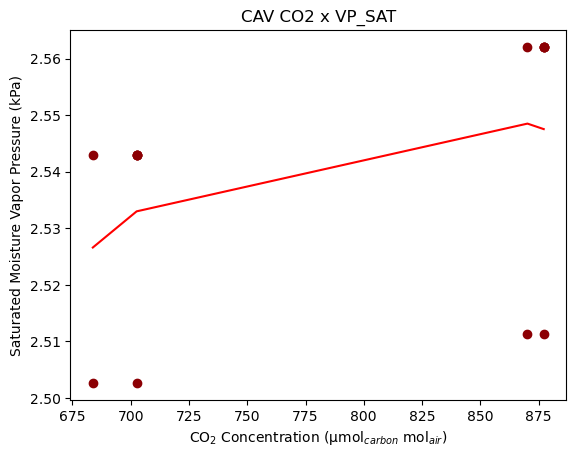 CAV CO2 x VP_SAT
Saturated Moisture Vapor Pressure (kPa)
2.56
2.55
2.54
2.53
2.52
2.51
2.50
675 700 725 750 775 800 825 850 875
CO₂ Concentration (μmol_carbon mol_air)